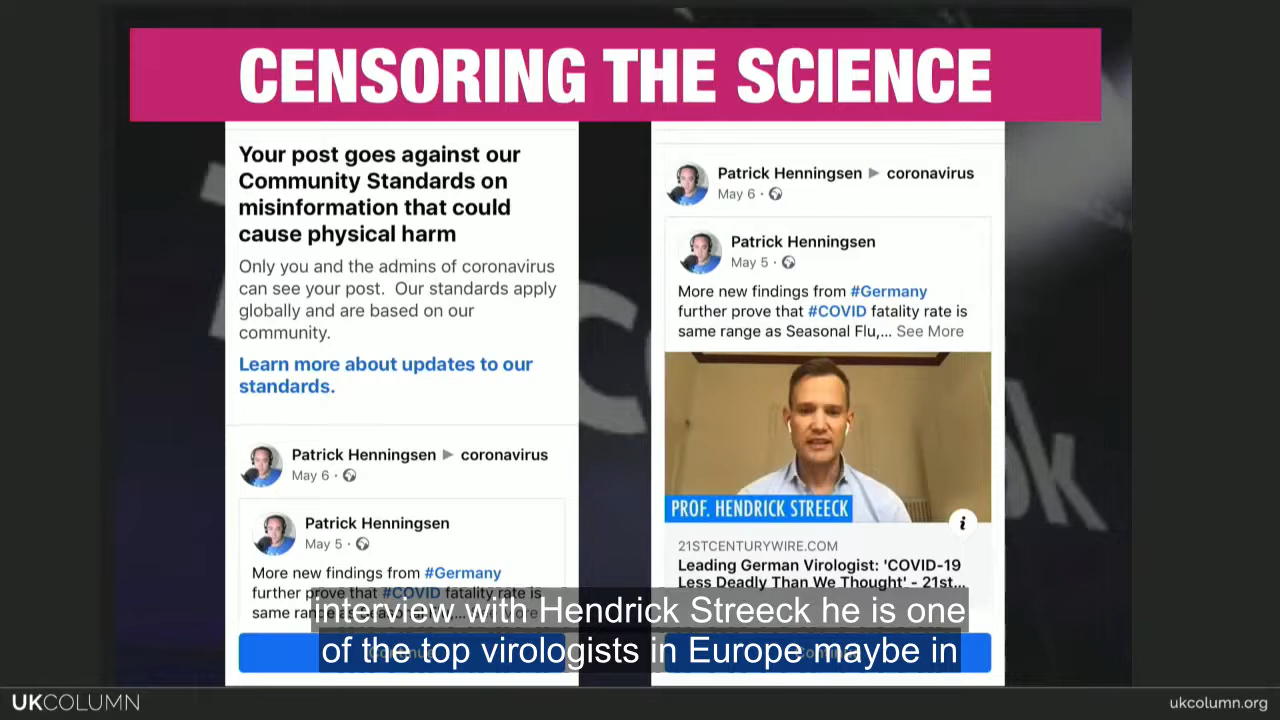 CENSORING THE SCIENCE
Your post goes against our
Community Standards on
misinformation that could
cause physical harm
Only you and the admins of coronavirus
can see your post. Our standards apply
globally and are based on our
community.
Learn more about updates to our
standards.
Patrick Henningsen ▶ coronavirus
May 6 ·
Patrick Henningsen
May 5 ·
More new findings from #Germany
further prove that #COVID fatality rate is
Patrick Henningsen ▶ coronavirus
May 6 ·
Patrick Henningsen
May 5 ·
More new findings from #Germany
further prove that #COVID fatality rate is
same range as Seasonal Flu,... See More
PROF. HENDRICK STREECK
i
21STCENTURYWIRE.COM
Leading German Virologist: 'COVID-19
Less Deadly Than We Thought' - 21st...
interview with Hendrick Streeck he is one
of the top virologists in Europe maybe in
UKCOLUMN
ukcolumn.org